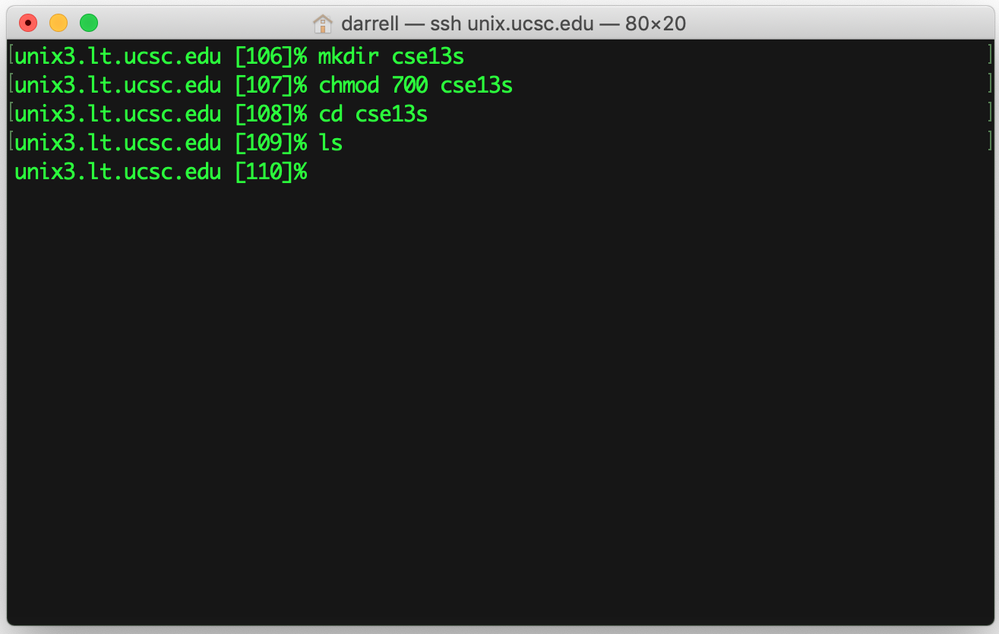 darrell — ssh unix.ucsc.edu — 80×20
[unix3.lt.ucsc.edu [106]% mkdir cse13s ]
[unix3.lt.ucsc.edu [107]% chmod 700 cse13s ]
[unix3.lt.ucsc.edu [108]% cd cse13s ]
[unix3.lt.ucsc.edu [109]% ls ]
unix3.lt.ucsc.edu [110]%